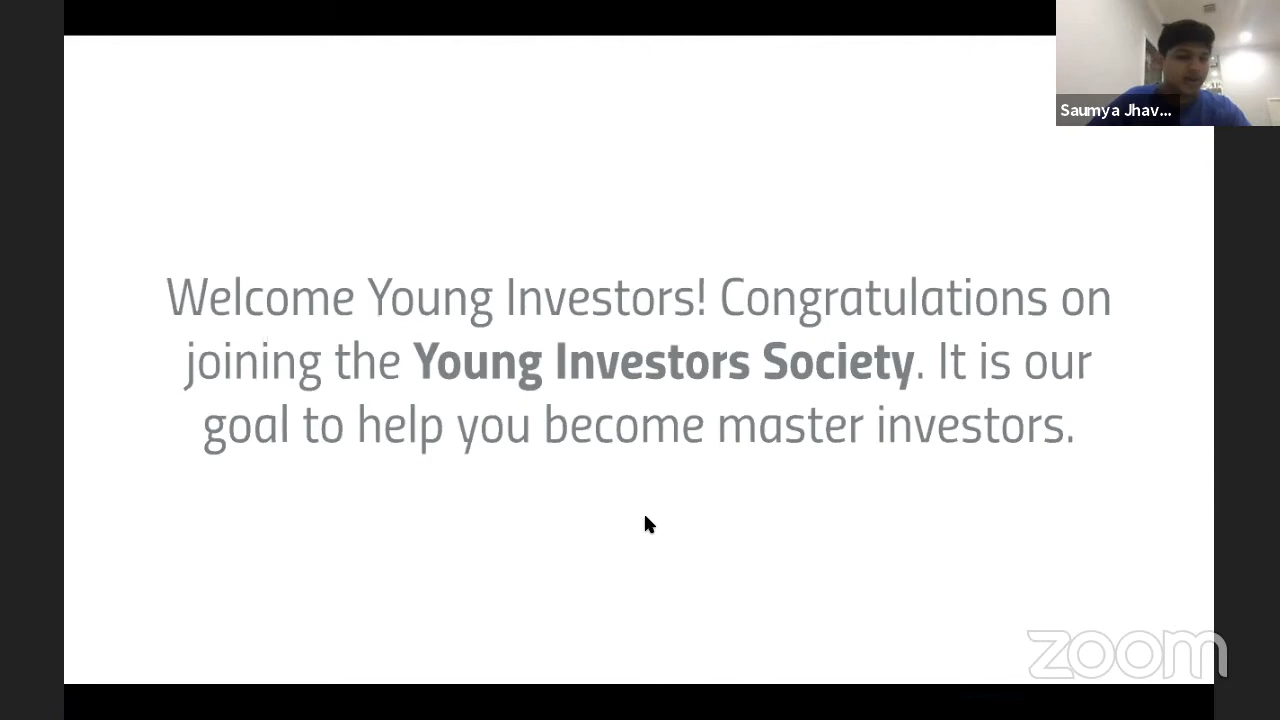 Saumya Jhav...
Welcome Young Investors! Congratulations on
joining the Young Investors Society. It is our
goal to help you become master investors.
zoom